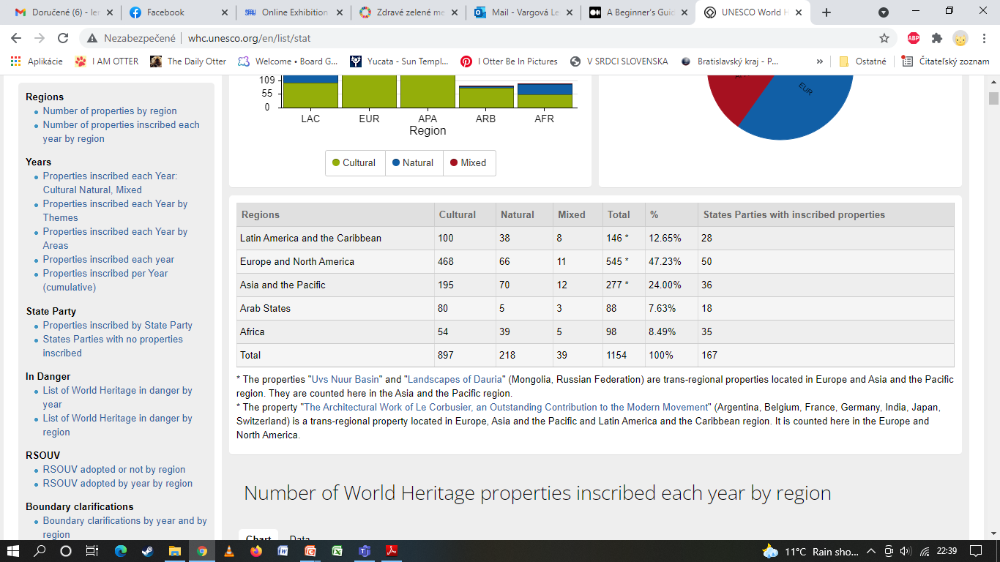 Doručené (6) - ler
Facebook
Online Exhibition
Zdravé zelené me
Mail - Vargová Le
A Beginner's Guid
UNESCO World H
Nezabezpečené | whc.unesco.org/en/list/stat
ABP
Aplikácie
I AM OTTER
The Daily Otter
Welcome • Board G...
Yucata - Sun Templ...
I Otter Be In Pictures
V SRDCI SLOVENSKA
Bratislavský kraj - P...
»
Ostatné
Čitateľský zoznam
Regions
Number of properties by region
Number of properties inscribed each
year by region
Years
Properties inscribed each Year:
Cultural Natural, Mixed
Properties inscribed each Year by
Themes
Properties inscribed each Year by
Areas
Properties inscribed each year
Properties inscribed per Year
(cumulative)
State Party
Properties inscribed by State Party
States Parties with no properties
inscribed
In Danger
List of World Heritage in danger by
year
List of World Heritage in danger by
region
RSOUV
RSOUV adopted or not by region
RSOUV adopted by year by region
Boundary clarifications
Boundary clarifications by year and by
region
109
55
0
LAC EUR APA ARB AFR
Region
Cultural Natural Mixed
EUR
Regions Cultural Natural Mixed Total % States Parties with inscribed properties
Latin America and the Caribbean 100 38 8 146 * 12.65% 28
Europe and North America 468 66 11 545 * 47.23% 50
Asia and the Pacific 195 70 12 277 * 24.00% 36
Arab States 80 5 3 88 7.63% 18
Africa 54 39 5 98 8.49% 35
Total 897 218 39 1154 100% 167
* The properties "Uvs Nuur Basin" and "Landscapes of Dauria" (Mongolia, Russian Federation) are trans-regional properties located in Europe and Asia and the Pacific
region. They are counted here in the Asia and the Pacific region.
* The property "The Architectural Work of Le Corbusier, an Outstanding Contribution to the Modern Movement" (Argentina, Belgium, France, Germany, India, Japan,
Switzerland) is a trans-regional property located in Europe, Asia and the Pacific and Latin America and the Caribbean region. It is counted here in the Europe and
North America.
Number of World Heritage properties inscribed each year by region
Chart Data
11°C Rain sho... 22:39